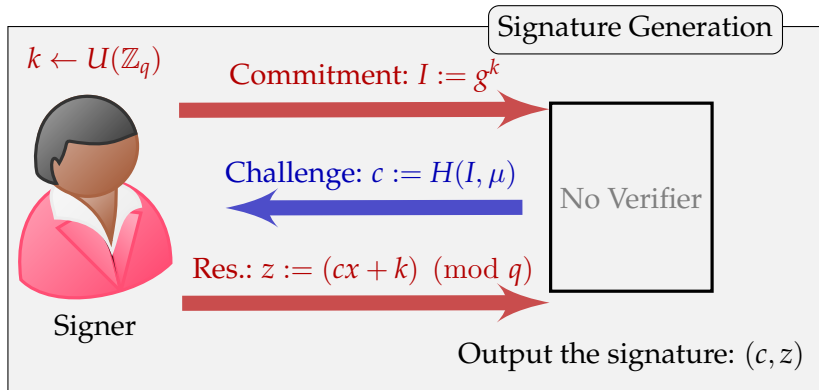 Signature Generation
k ← U(ℤ_q)
Commitment: I := g^k
Challenge: c := H(I, μ)
No Verifier
Res.: z := (cx + k) (mod q)
Signer
Output the signature: (c, z)